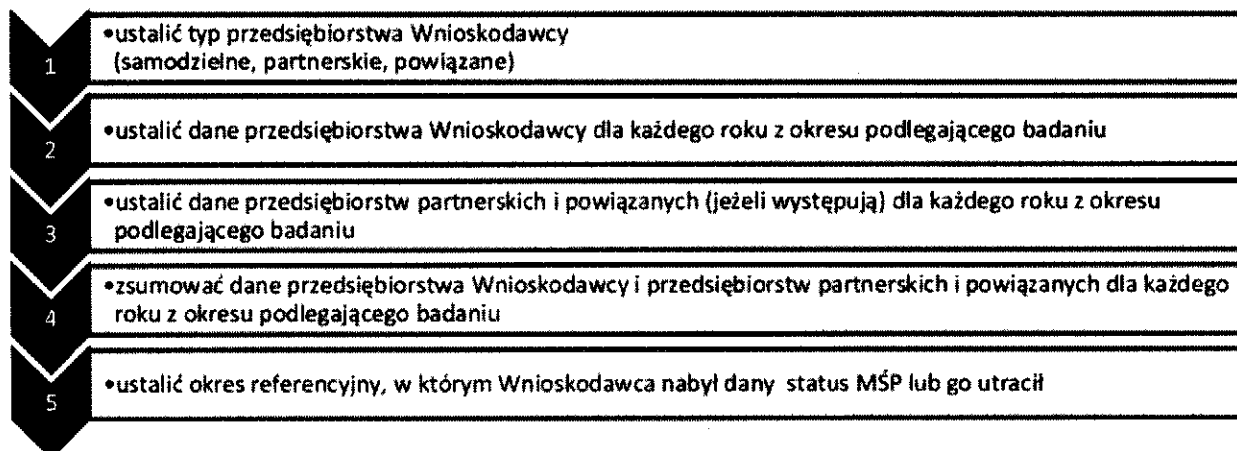 1
•ustalić typ przedsiębiorstwa Wnioskodawcy
(samodzielne, partnerskie, powiązane)
2
•ustalić dane przedsiębiorstwa Wnioskodawcy dla każdego roku z okresu podlegającego badaniu
3
•ustalić dane przedsiębiorstw partnerskich i powiązanych (jeżeli występują) dla każdego roku z okresu
podlegającego badaniu
4
•zsumować dane przedsiębiorstwa Wnioskodawcy i przedsiębiorstw partnerskich i powiązanych dla każdego
roku z okresu podlegającego badaniu
5
•ustalić okres referencyjny, w którym Wnioskodawca nabył dany status MŚP lub go utracił